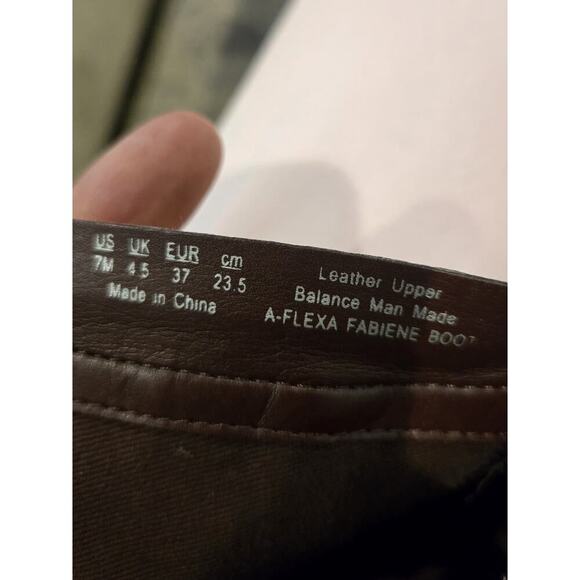 US UK EUR cm
7M 4.5 37 23.5
Made in China
Leather Upper
Balance Man Made
A-FLEXA FABIENE BOOT